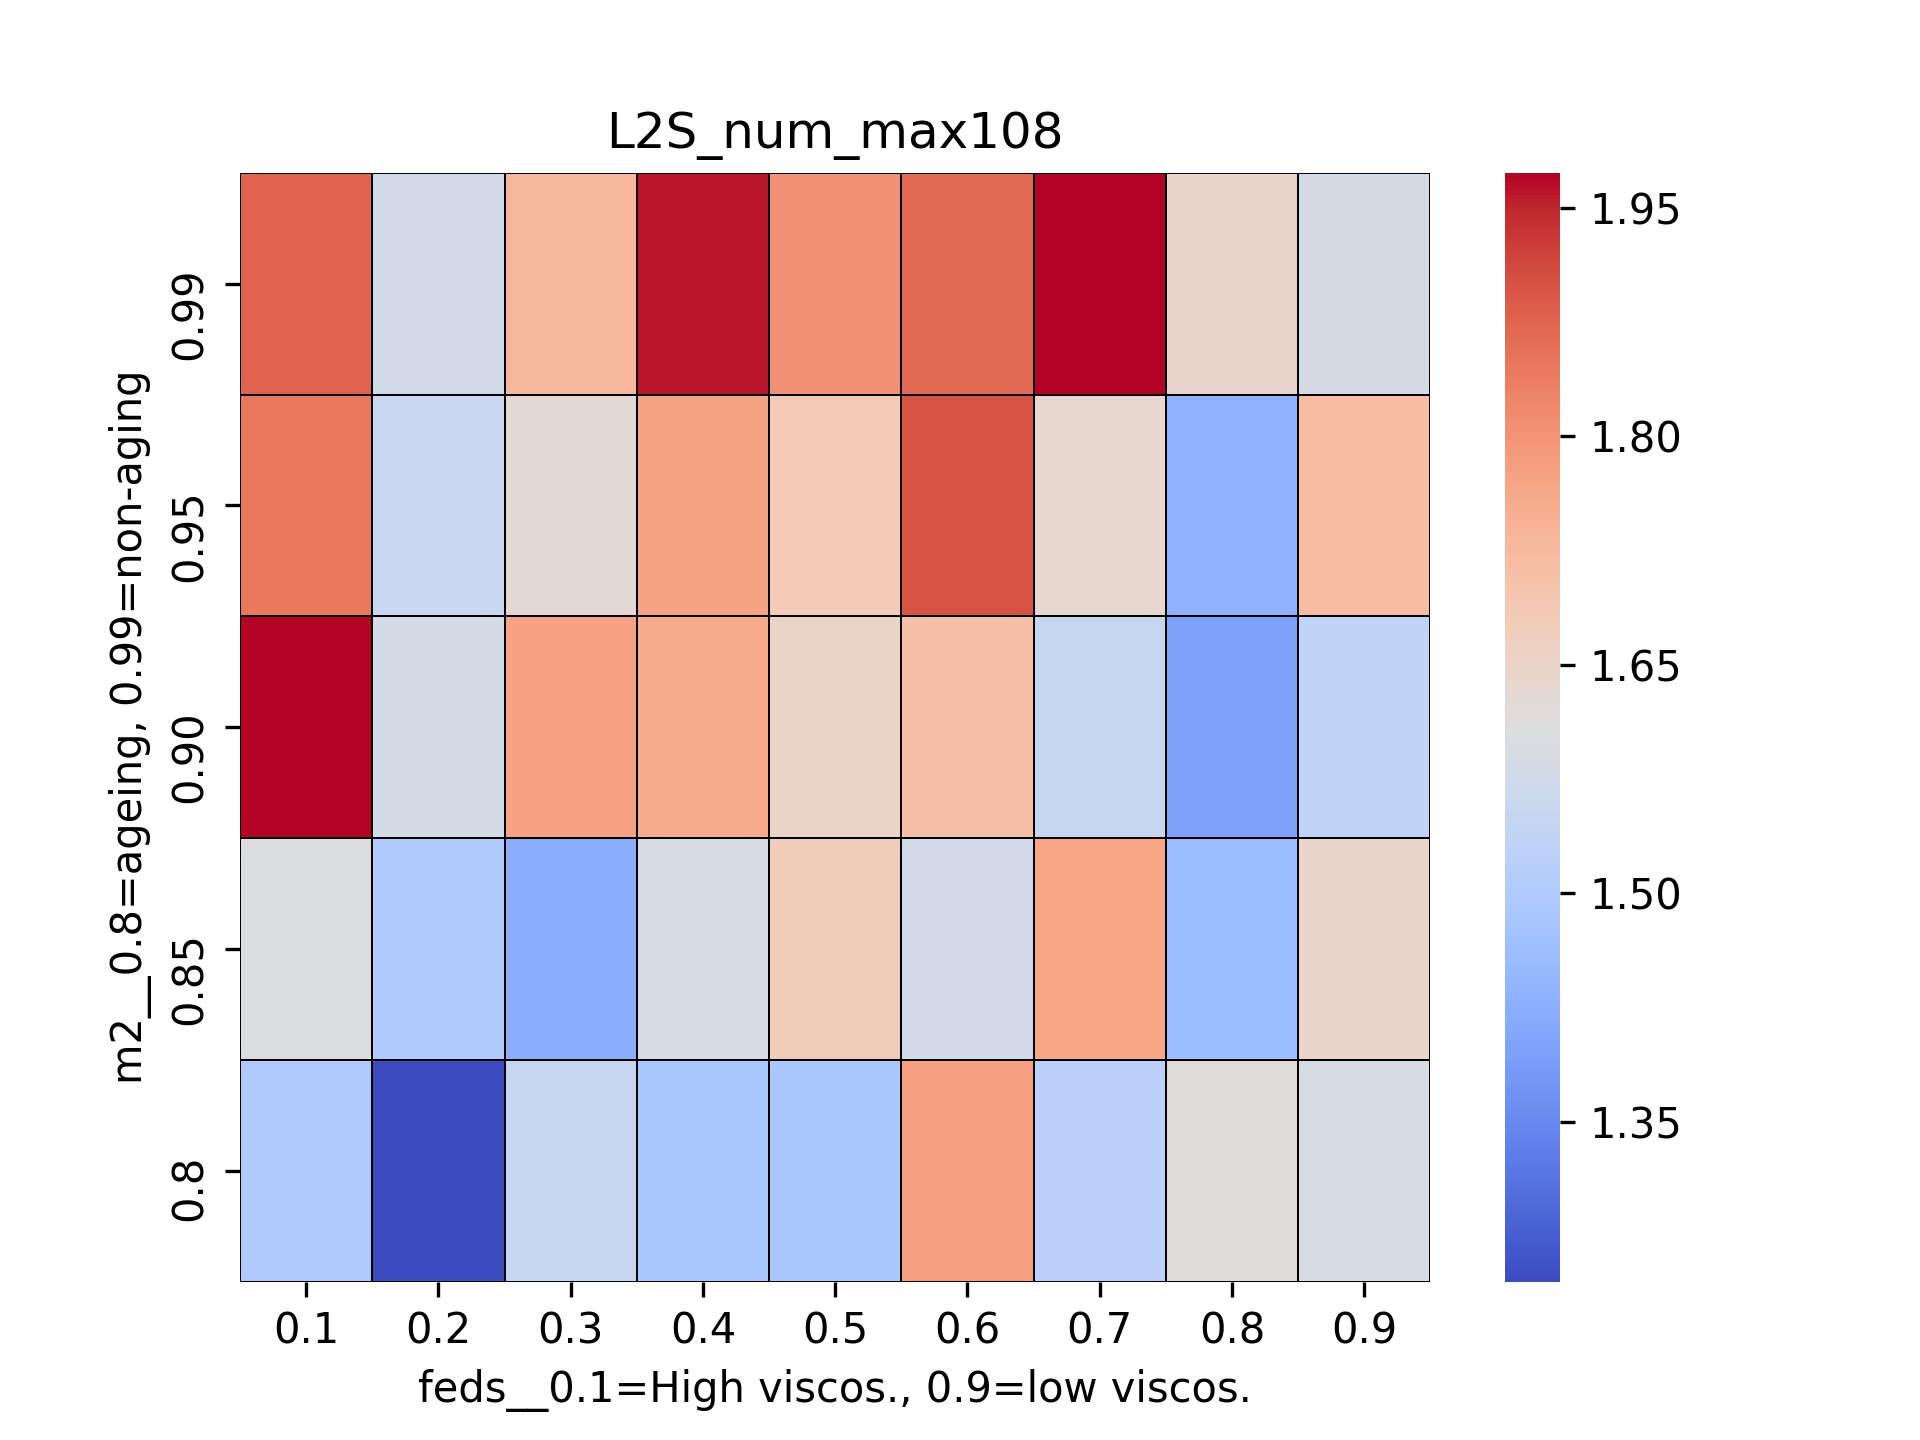 L2S_num_max108
m2__0.8=ageing, 0.99=non-aging
0.99
0.95
0.90
0.85
0.8
0.1 0.2 0.3 0.4 0.5 0.6 0.7 0.8 0.9
feds__0.1=High viscos., 0.9=low viscos.
1.95
1.80
1.65
1.50
1.35